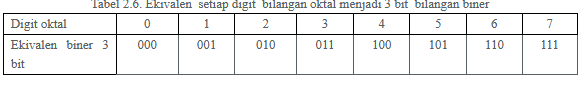 Tabel 2.6. Ekivalen setiap digit bilangan oktal menjadi 3 bit bilangan biner
Digit oktal 0 1 2 3 4 5 6 7
Ekivalen biner 3 000 001 010 011 100 101 110 111
bit